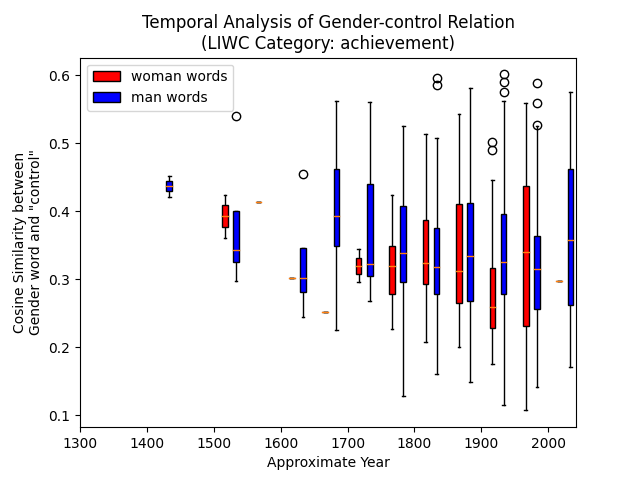 Temporal Analysis of Gender-control Relation
(LIWC Category: achievement)
woman words
man words
Cosine Similarity between
Gender word and "control"
0.6
0.5
0.4
0.3
0.2
0.1
1300 1400 1500 1600 1700 1800 1900 2000
Approximate Year